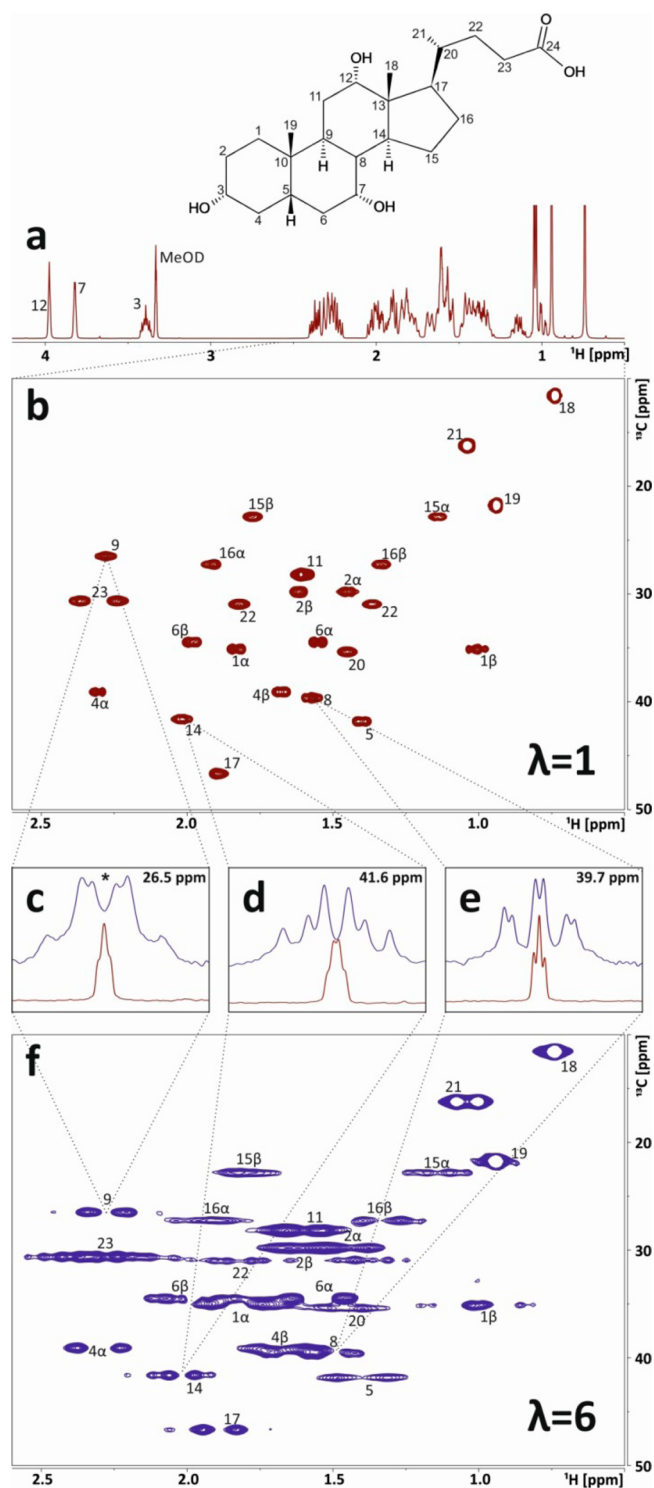 21 22 O
20 24
OH 18 23 OH
12 17
11 13 16
19 14
1 9 15
2 10 8
H H
3 5 7
HO 4 6 OH
H
a
MeOD
12 7 3
4 3 2 1
¹H [ppm]
b
18
21
19
15β 15α
9 16α 11 2α 16β
23 22 2β 22
6β 1α 6α 20 1β
4α 4β 8
14 5
17
λ=1
¹³C [ppm]
20
30
40
50
2.5 2.0 1.5 ¹H [ppm] 1.0
c * 26.5 ppm
d 41.6 ppm
e 39.7 ppm
f
18
21
19
15β 15α
9 16α 11 2α 16β
23 22 2β
6β 1α 6α 20 1β
4α 4β 8
14 5
17
λ=6
¹³C [ppm]
20
30
40
50
2.5 2.0 1.5 1.0
¹H [ppm]